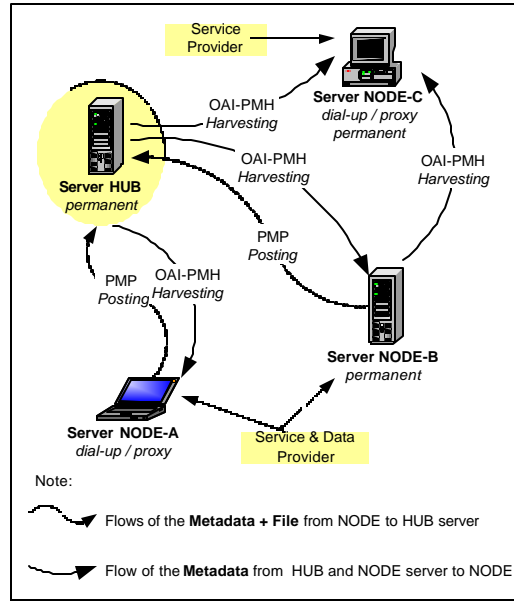 Service
Provider
OAI-PMH
Harvesting
Server NODE-C
dial-up / proxy
permanent
Server HUB
permanent
OAI-PMH
Harvesting
OAI-PMH
Harvesting
PMP
Posting
PMP
Posting
OAI-PMH
Harvesting
Server NODE-B
permanent
Server NODE-A
dial-up / proxy
Service & Data
Provider
Note:
Flows of the Metadata + File from NODE to HUB server
Flow of the Metadata from HUB and NODE server to NODE